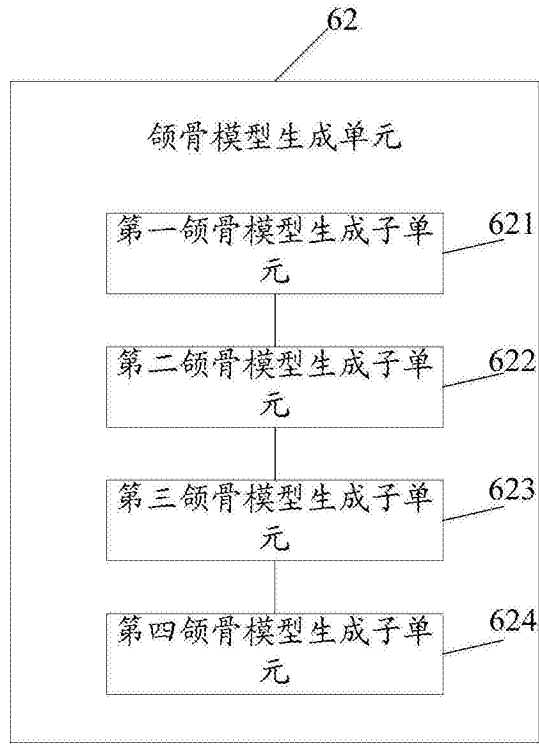 62
颌骨模型生成单元
第一颌骨模型生成子单
元
621
第二颌骨模型生成子单
元
622
第三颌骨模型生成子单
元
623
第四颌骨模型生成子单
元
624